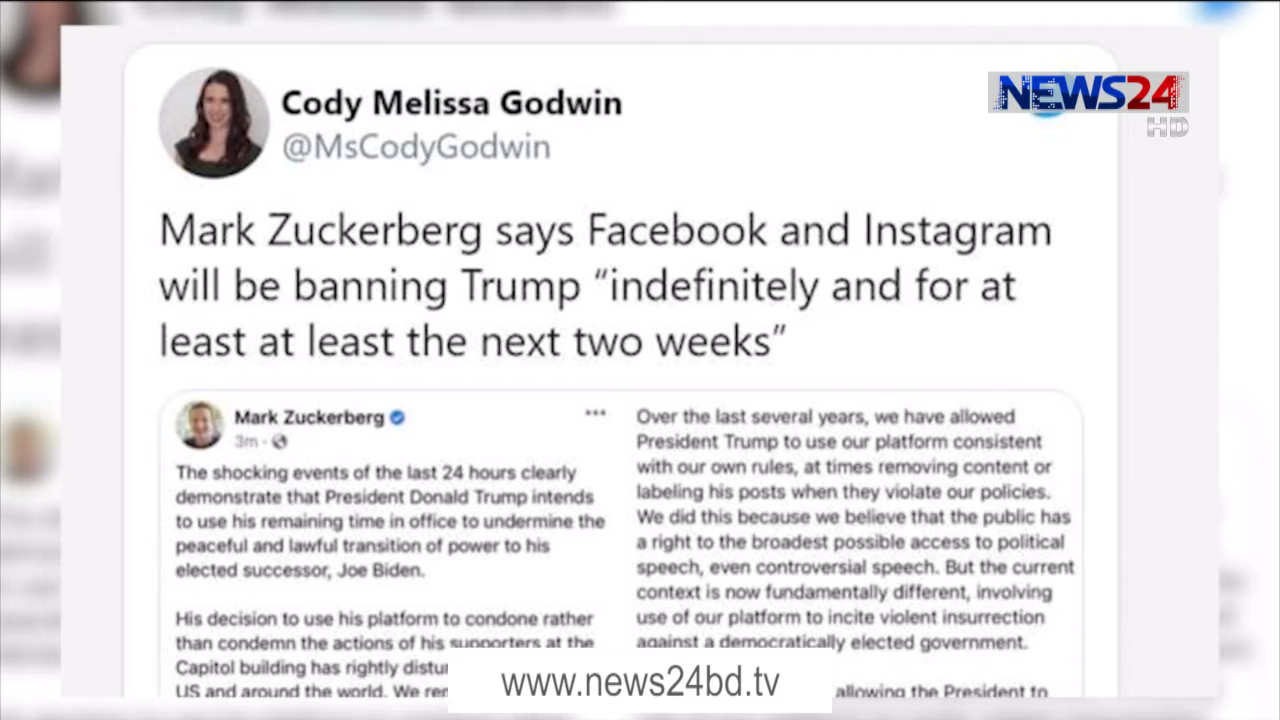 Cody Melissa Godwin
@MsCodyGodwin
NEWS24
HD
Mark Zuckerberg says Facebook and Instagram
will be banning Trump “indefinitely and for at
least at least the next two weeks”
Mark Zuckerberg
3m
The shocking events of the last 24 hours clearly
demonstrate that President Donald Trump intends
to use his remaining time in office to undermine the
peaceful and lawful transition of power to his
elected successor, Joe Biden.
His decision to use his platform to condone rather
than condemn the actions of his supporters at the
Capitol building has rightly distu
US and around the world. We rem
Over the last several years, we have allowed
President Trump to use our platform consistent
with our own rules, at times removing content or
labeling his posts when they violate our policies.
We did this because we believe that the public has
a right to the broadest possible access to political
speech, even controversial speech. But the current
context is now fundamentally different, involving
use of our platform to incite violent insurrection
against a democratically elected government.
allowing the President to
www.news24bd.tv